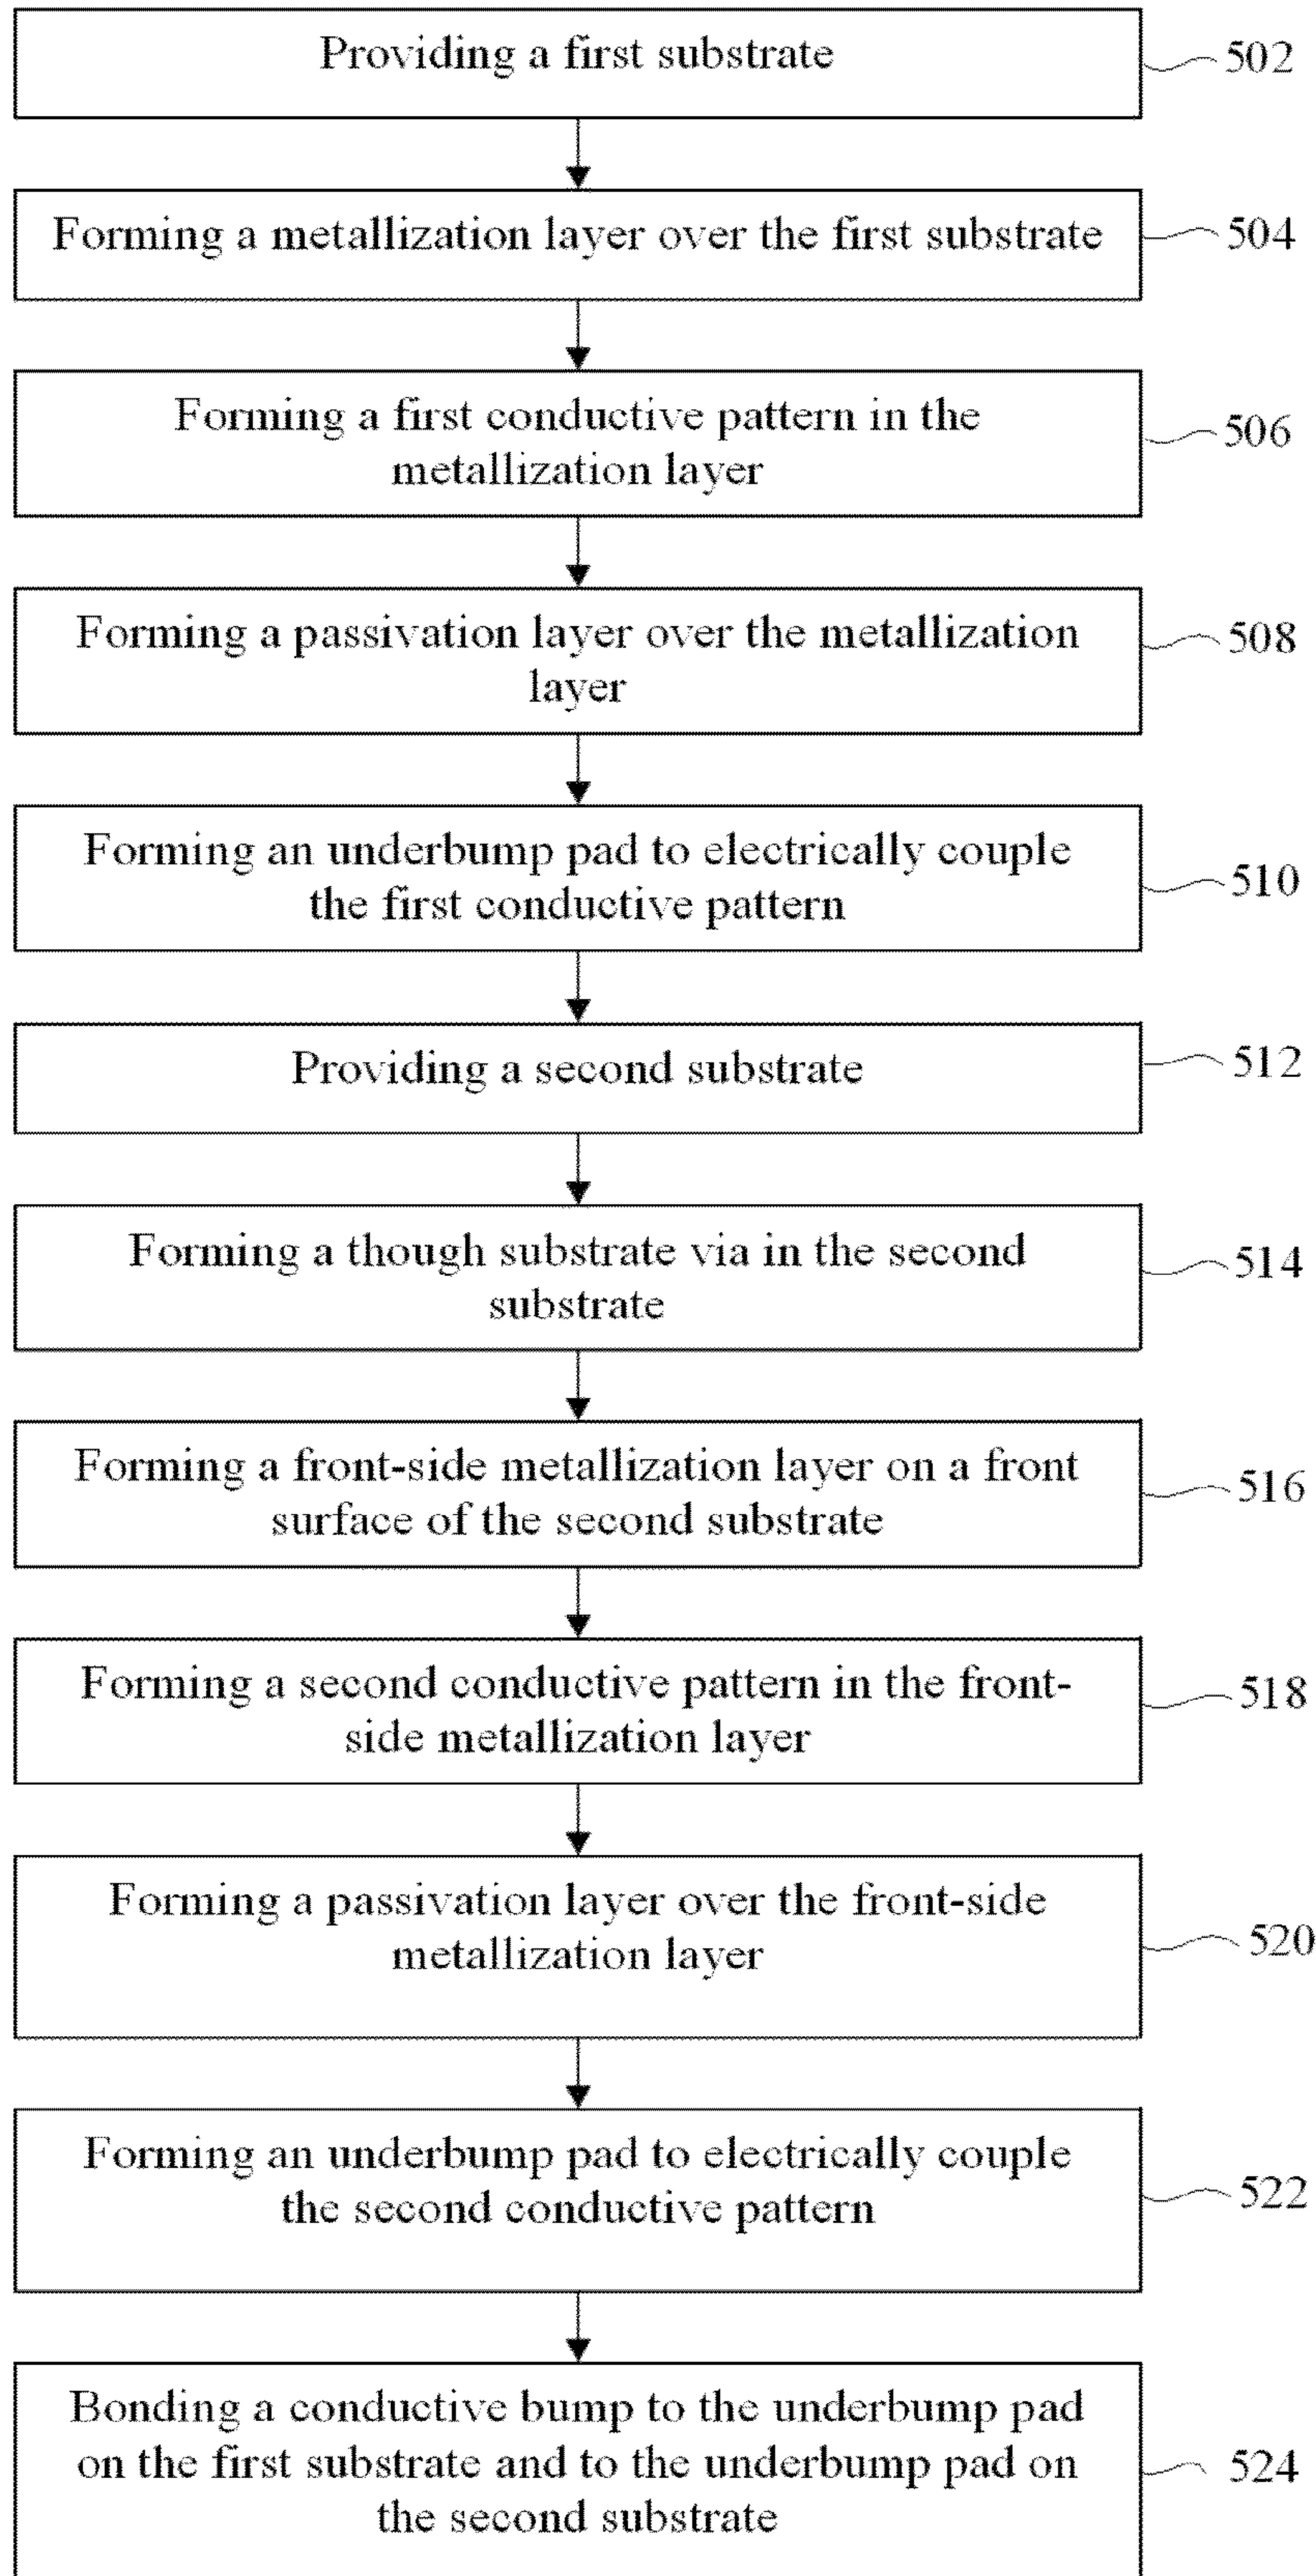 Providing a first substrate
502
Forming a metallization layer over the first substrate
504
Forming a first conductive pattern in the
metallization layer
506
Forming a passivation layer over the metallization
layer
508
Forming an underbump pad to electrically couple
the first conductive pattern
510
Providing a second substrate
512
Forming a though substrate via in the second
substrate
514
Forming a front-side metallization layer on a front
surface of the second substrate
516
Forming a second conductive pattern in the front-
side metallization layer
518
Forming a passivation layer over the front-side
metallization layer
520
Forming an underbump pad to electrically couple
the second conductive pattern
522
Bonding a conductive bump to the underbump pad
on the first substrate and to the underbump pad on
the second substrate
524